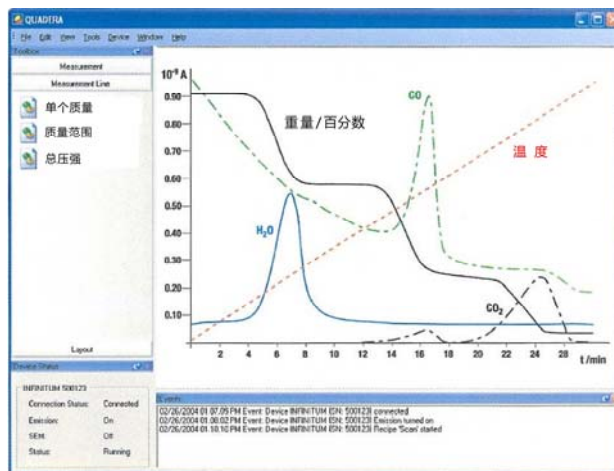 QUADERA
File Edit View Tools Device Window Help
Toolbox
Measurement
Measurement Line
单个质量
质量范围
总压强
Layout
Device Status
INFINITUM 500123
Connection Status: Connected
Emission: On
SEM: Off
Status: Running
10⁻⁸ A
0.90
0.80
0.70
0.60
0.50
0.40
0.30
0.20
0.10
重量/百分数
CO
温度
H₂O
CO₂
2 4 6 8 10 12 14 16 18 20 22 24 28
t/min
Events
02/26/2004 01.07.09 PM Event: Device INFINITUM (SN: 500123) connected
02/26/2004 01.08.02 PM Event: Device INFINITUM (SN: 500123) Emission turned on
02/26/2004 01.10.10 PM Event: Device INFINITUM (SN: 500123) Recipe 'Scan' started